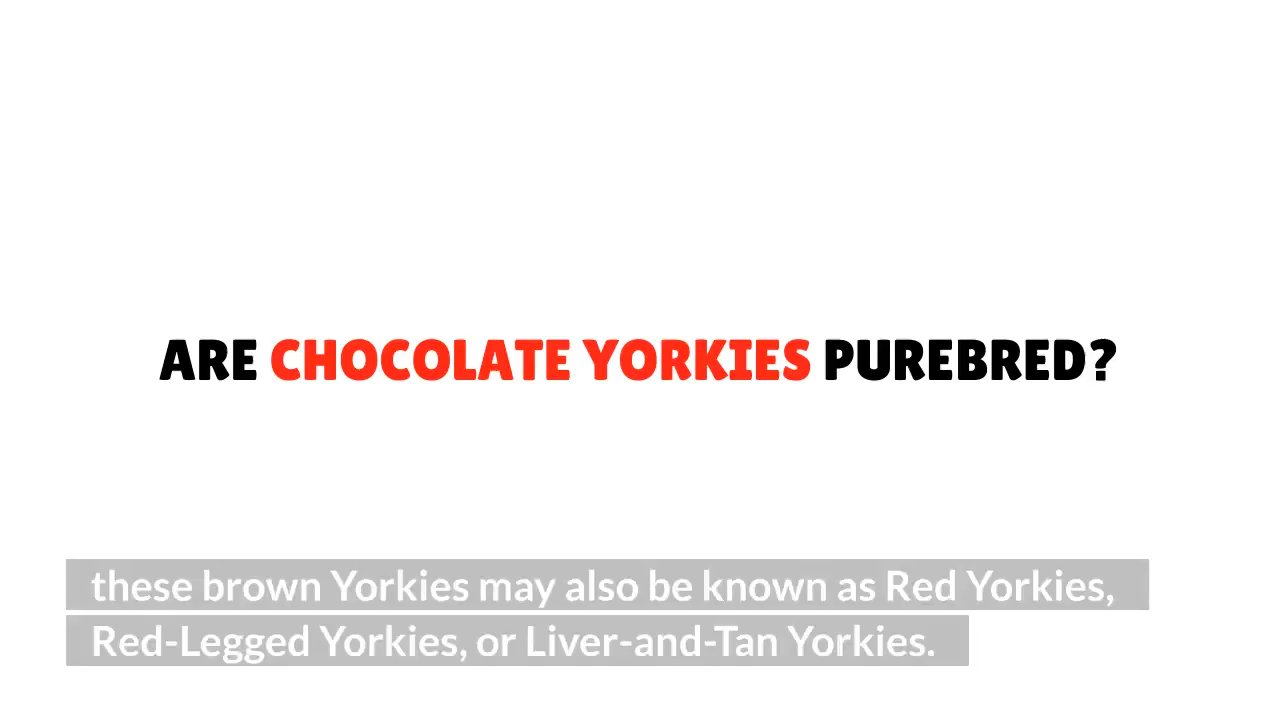 ARE CHOCOLATE YORKIES PUREBRED?
these brown Yorkies may also be known as Red Yorkies,
Red-Legged Yorkies, or Liver-and-Tan Yorkies.